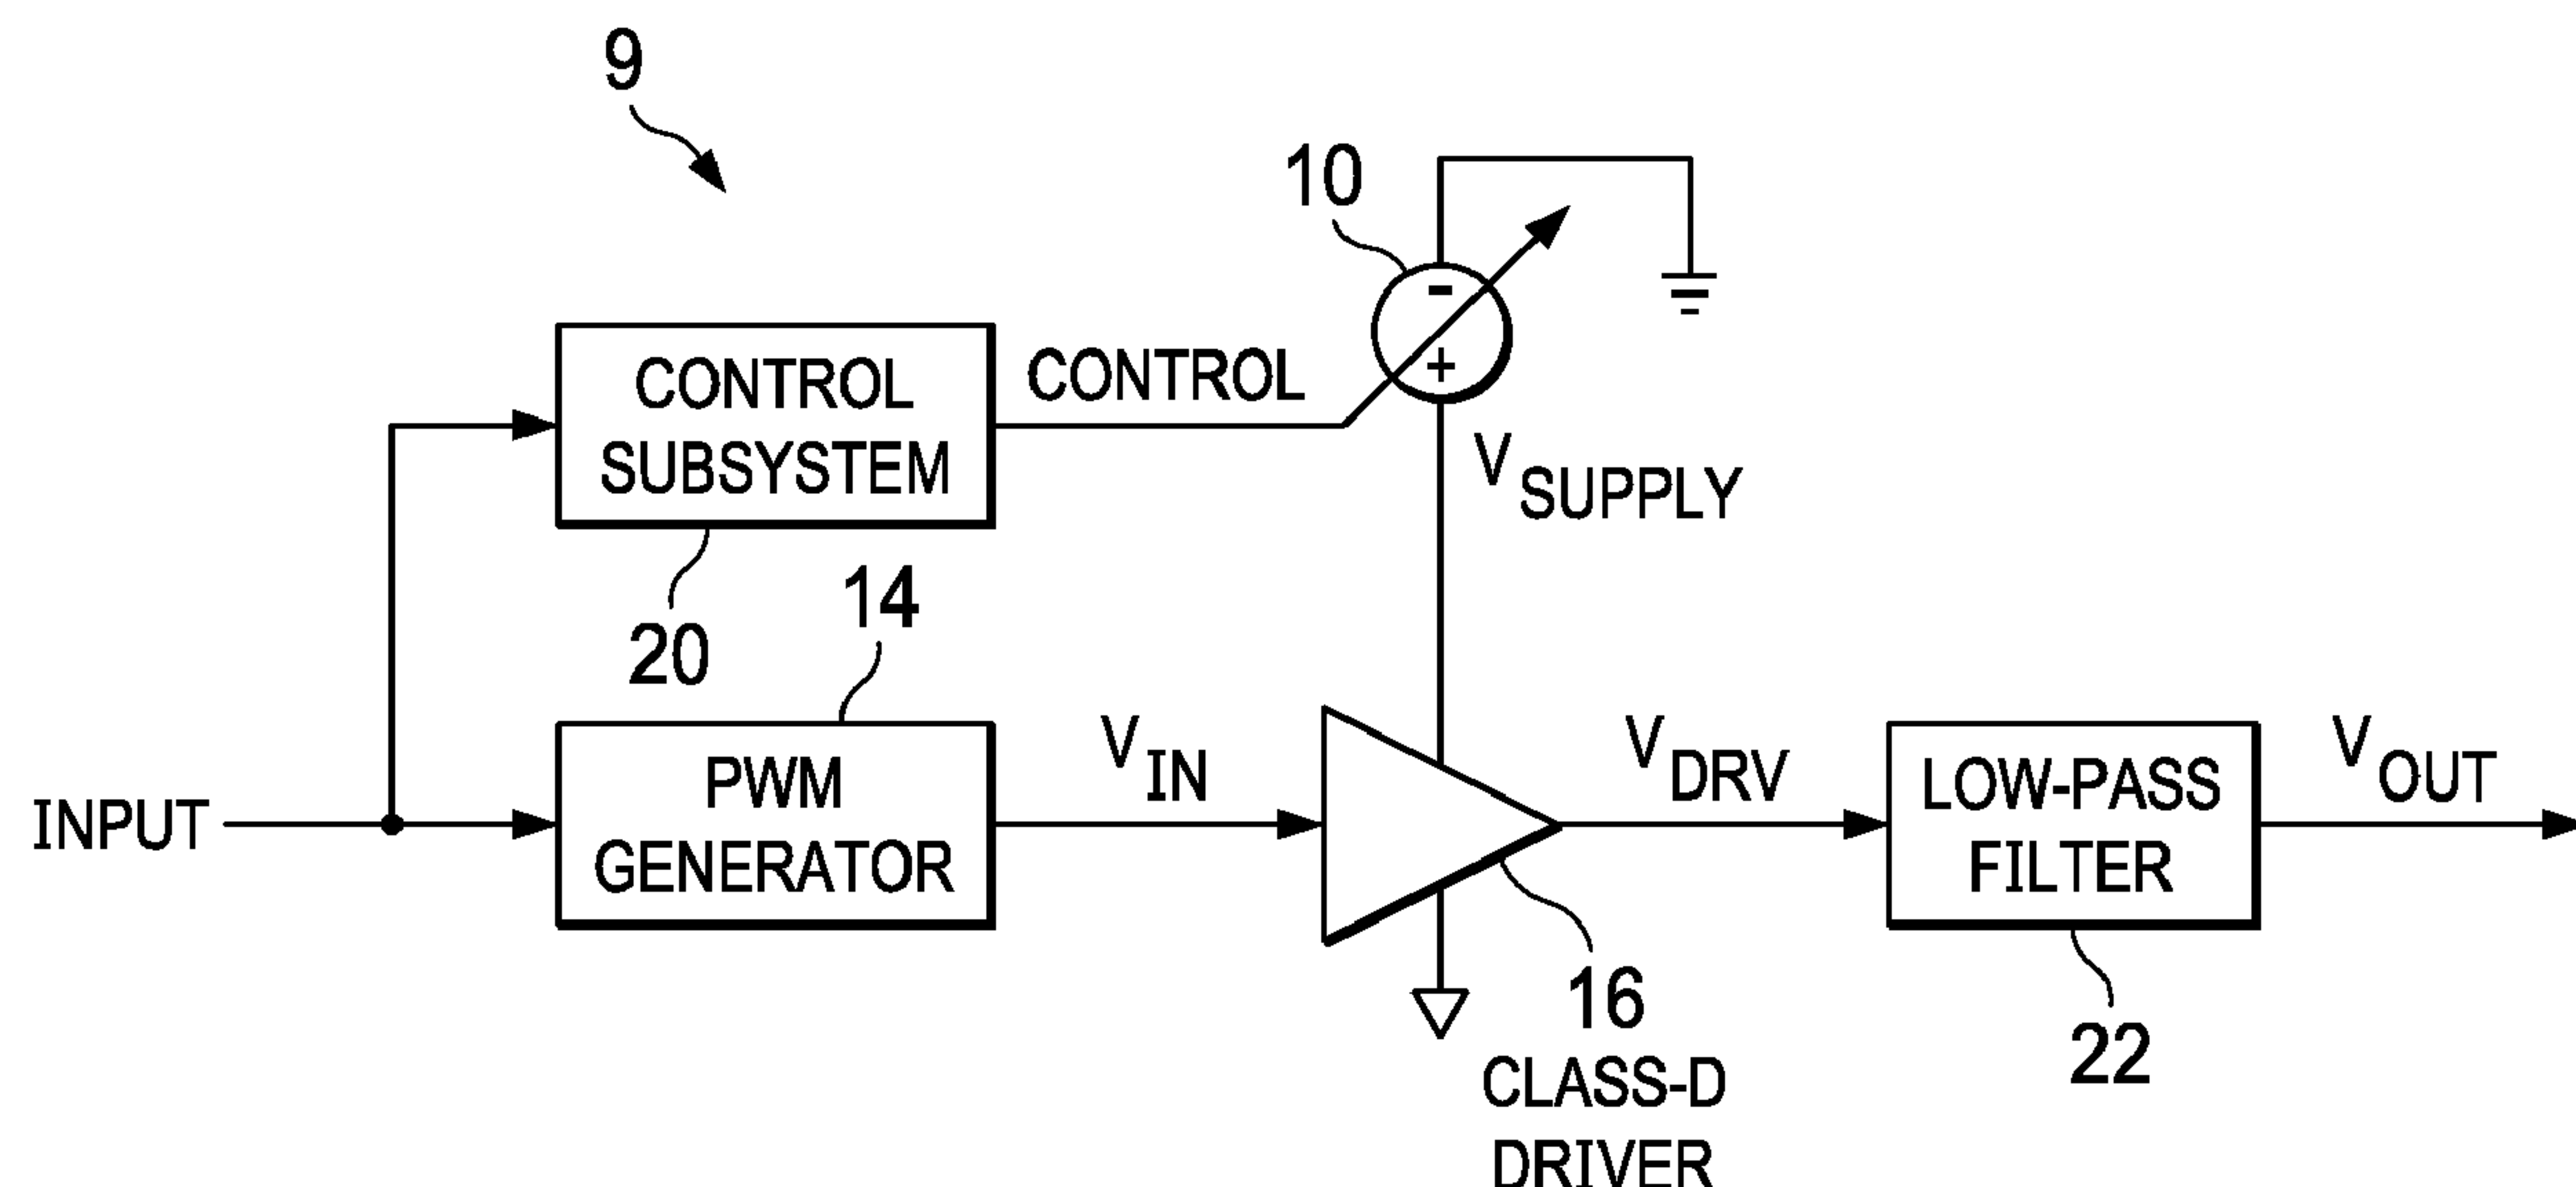 9
10
-
+
CONTROL
SUBSYSTEM
CONTROL
V SUPPLY
20
14
INPUT
PWM
GENERATOR
V IN
V DRV
LOW-PASS
FILTER
V OUT
16
CLASS-D
DRIVER
22